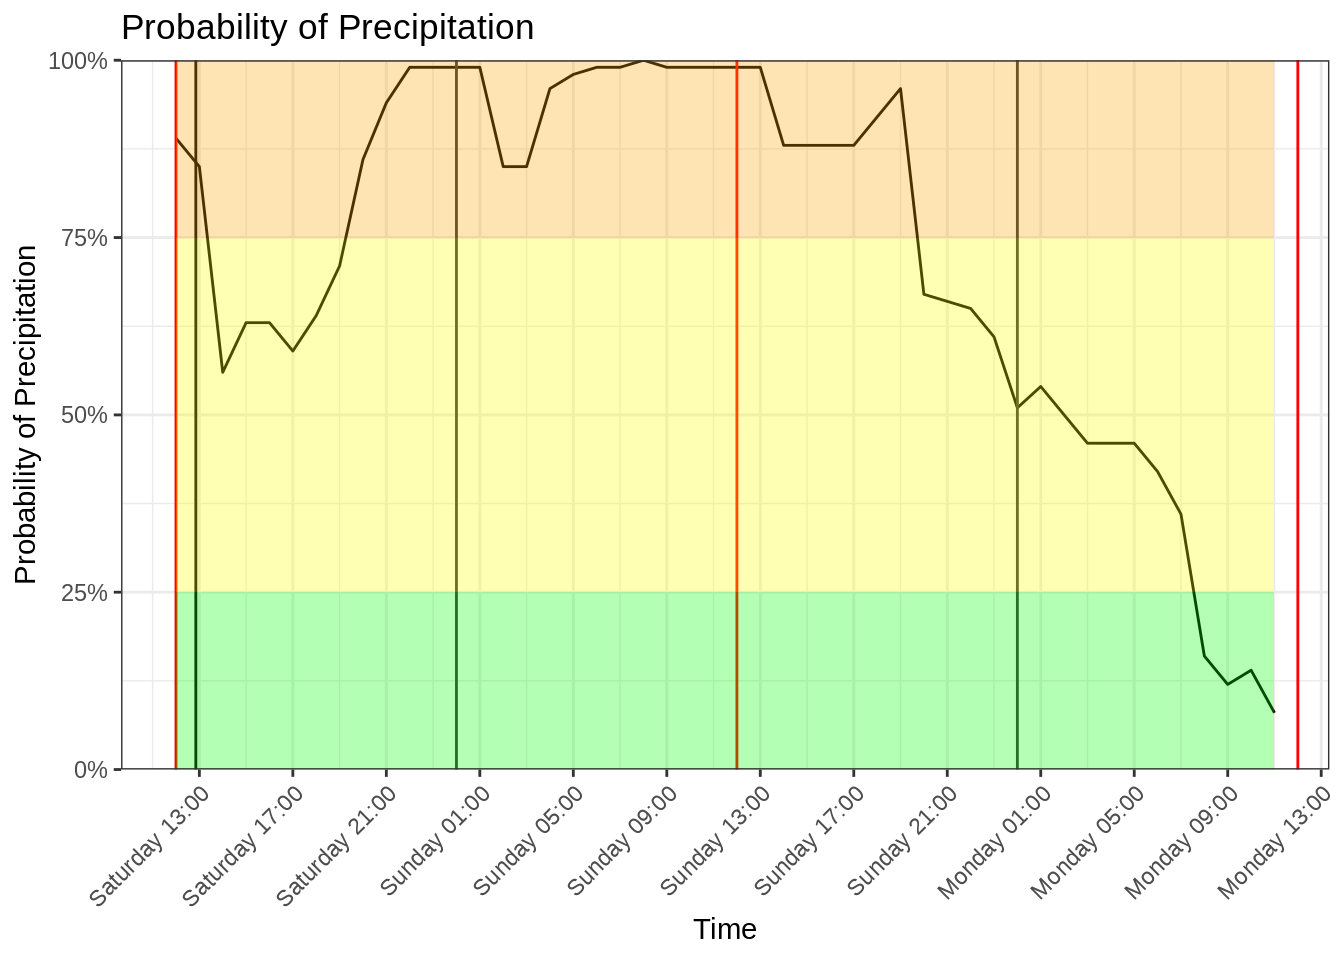 Probability of Precipitation
Probability of Precipitation
100%
75%
50%
25%
0%
Saturday 13:00
Saturday 17:00
Saturday 21:00
Sunday 01:00
Sunday 05:00
Sunday 09:00
Sunday 13:00
Sunday 17:00
Sunday 21:00
Monday 01:00
Monday 05:00
Monday 09:00
Monday 13:00
Time